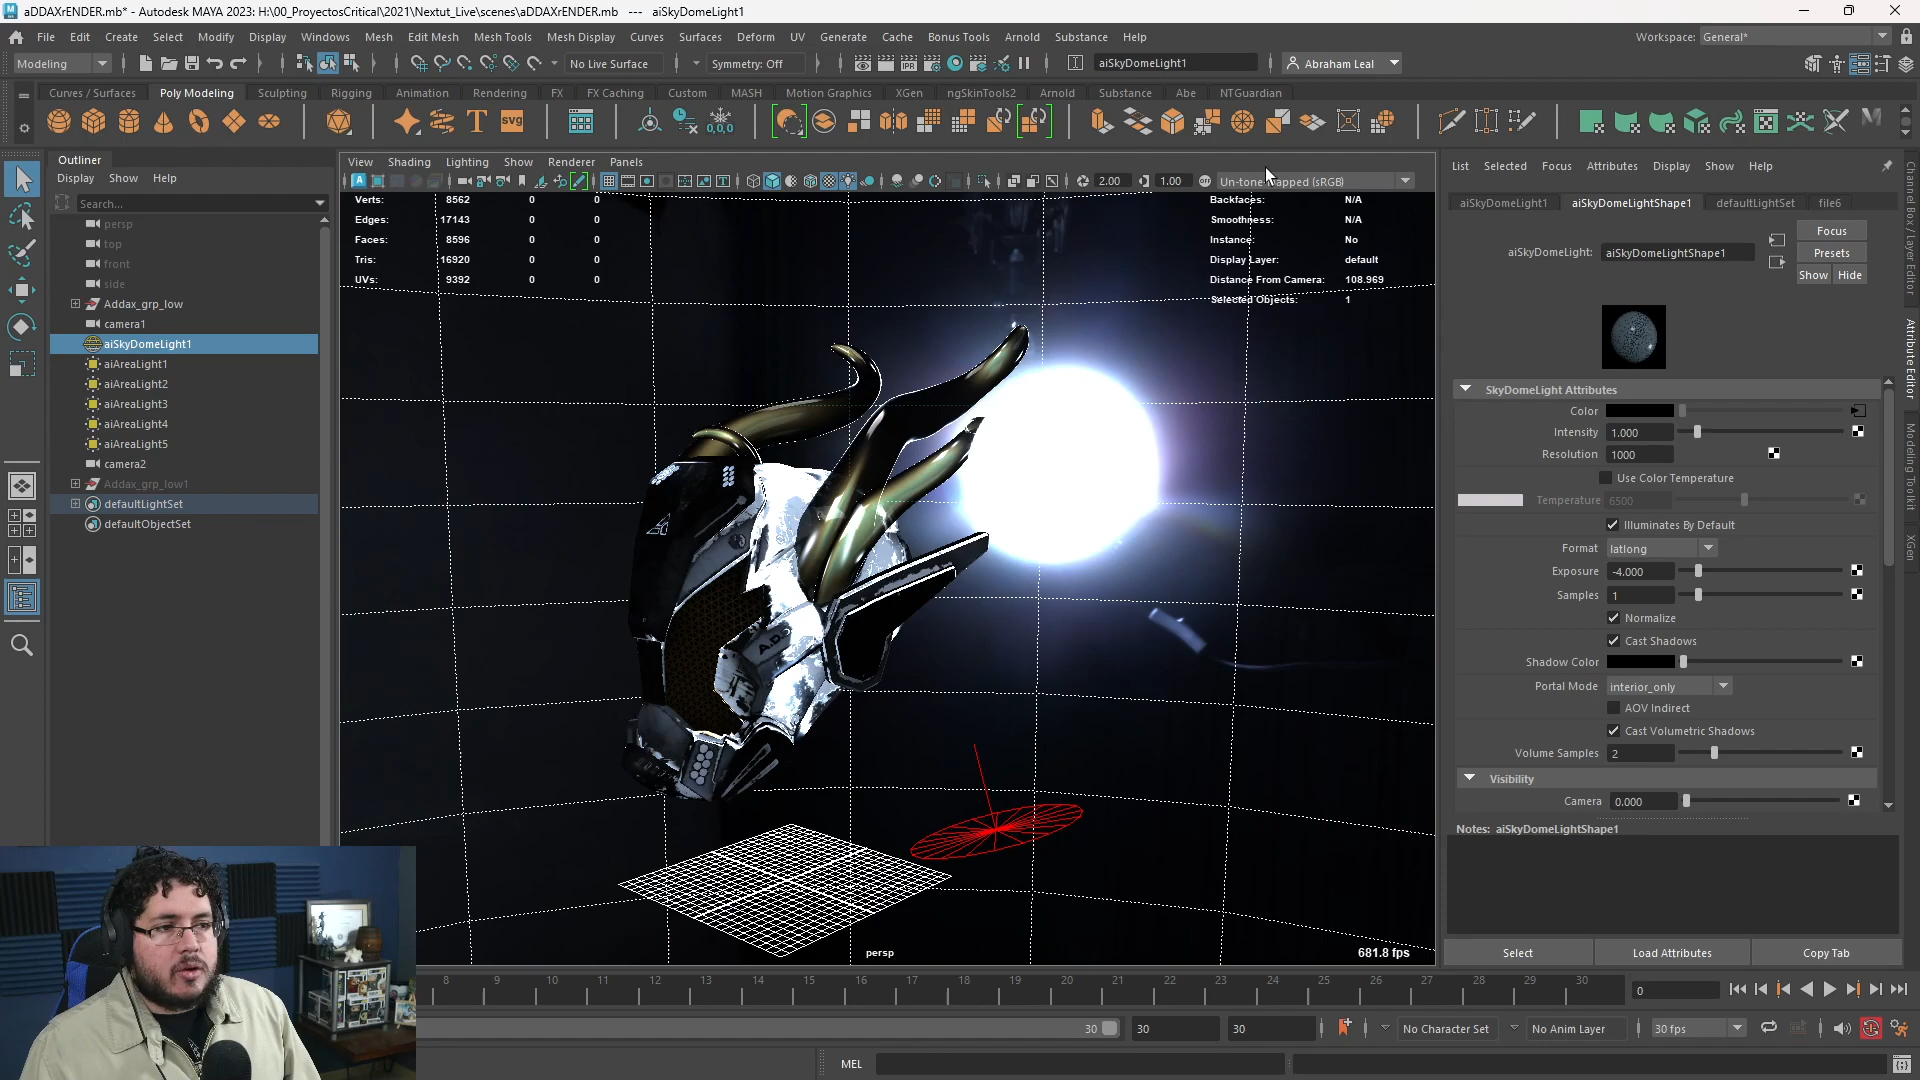 aDDAXrENDER.mb* - Autodesk MAYA 2023: H:\00_ProyectosCritical\2021\Nextut_Live\scenes\aDDAXrENDER.mb --- aiSkyDomeLight1
File Edit Create Select Modify Display Windows Mesh Edit Mesh Mesh Tools Mesh Display Curves Surfaces Deform UV Generate Cache Bonus Tools Arnold Substance Help
Workspace: General*
Modeling No Live Surface Symmetry: Off aiSkyDomeLight1 Abraham Leal
Curves / Surfaces Poly Modeling Sculpting Rigging Animation Rendering FX FX Caching Custom MASH Motion Graphics XGen ngSkinTools2 Arnold Substance Abe NTGuardian
Outliner
Display Show Help
Search...
persp
top
front
side
Addax_grp_low
camera1
aiSkyDomeLight1
aiAreaLight1
aiAreaLight2
aiAreaLight3
aiAreaLight4
aiAreaLight5
camera2
Addax_grp_low1
defaultLightSet
defaultObjectSet
View Shading Lighting Show Renderer Panels
2.00 1.00 Un-tone-mapped (sRGB)
Verts: 8562 0 0
Edges: 17143 0 0
Faces: 8596 0 0
Tris: 16920 0 0
UVs: 9392 0 0
Backfaces: N/A
Smoothness: N/A
Instance: No
Display Layer: default
Distance From Camera: 108.969
Selected Objects: 1
A.D.
persp
681.8 fps
List Selected Focus Attributes Display Show Help
aiSkyDomeLight1 aiSkyDomeLightShape1 defaultLightSet file6
aiSkyDomeLight: aiSkyDomeLightShape1
Focus
Presets
Show Hide
SkyDomeLight Attributes
Color
Intensity 1.000
Resolution 1000
Use Color Temperature
Temperature 6500
Illuminates By Default
Format latlong
Exposure -4.000
Samples 1
Normalize
Cast Shadows
Shadow Color
Portal Mode interior_only
AOV Indirect
Cast Volumetric Shadows
Volume Samples 2
Visibility
Camera 0.000
Notes: aiSkyDomeLightShape1
Select Load Attributes Copy Tab
Channel Box / Layer Editor
Attribute Editor
Modeling Toolkit
XGen
8 9 10 11 12 13 14 15 16 17 18 19 20 21 22 23 24 25 26 27 28 29 30
0
30 30 30 No Character Set No Anim Layer 30 fps
MEL